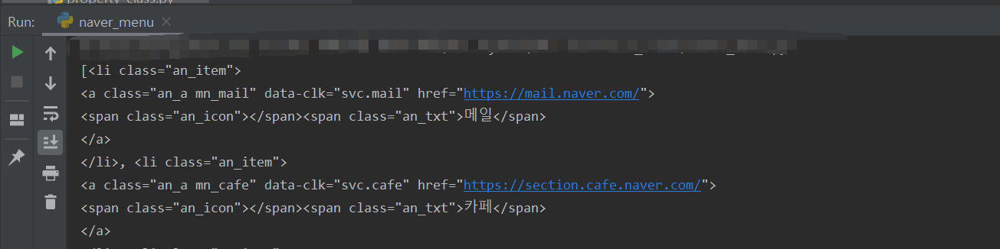 property_class.py
Run: naver_menu
[<li class="an_item">
<a class="an_a mn_mail" data-clk="svc.mail" href="https://mail.naver.com/">
<span class="an_icon"></span><span class="an_txt">메일</span>
</a>
</li>, <li class="an_item">
<a class="an_a mn_cafe" data-clk="svc.cafe" href="https://section.cafe.naver.com/">
<span class="an_icon"></span><span class="an_txt">카페</span>
</a>